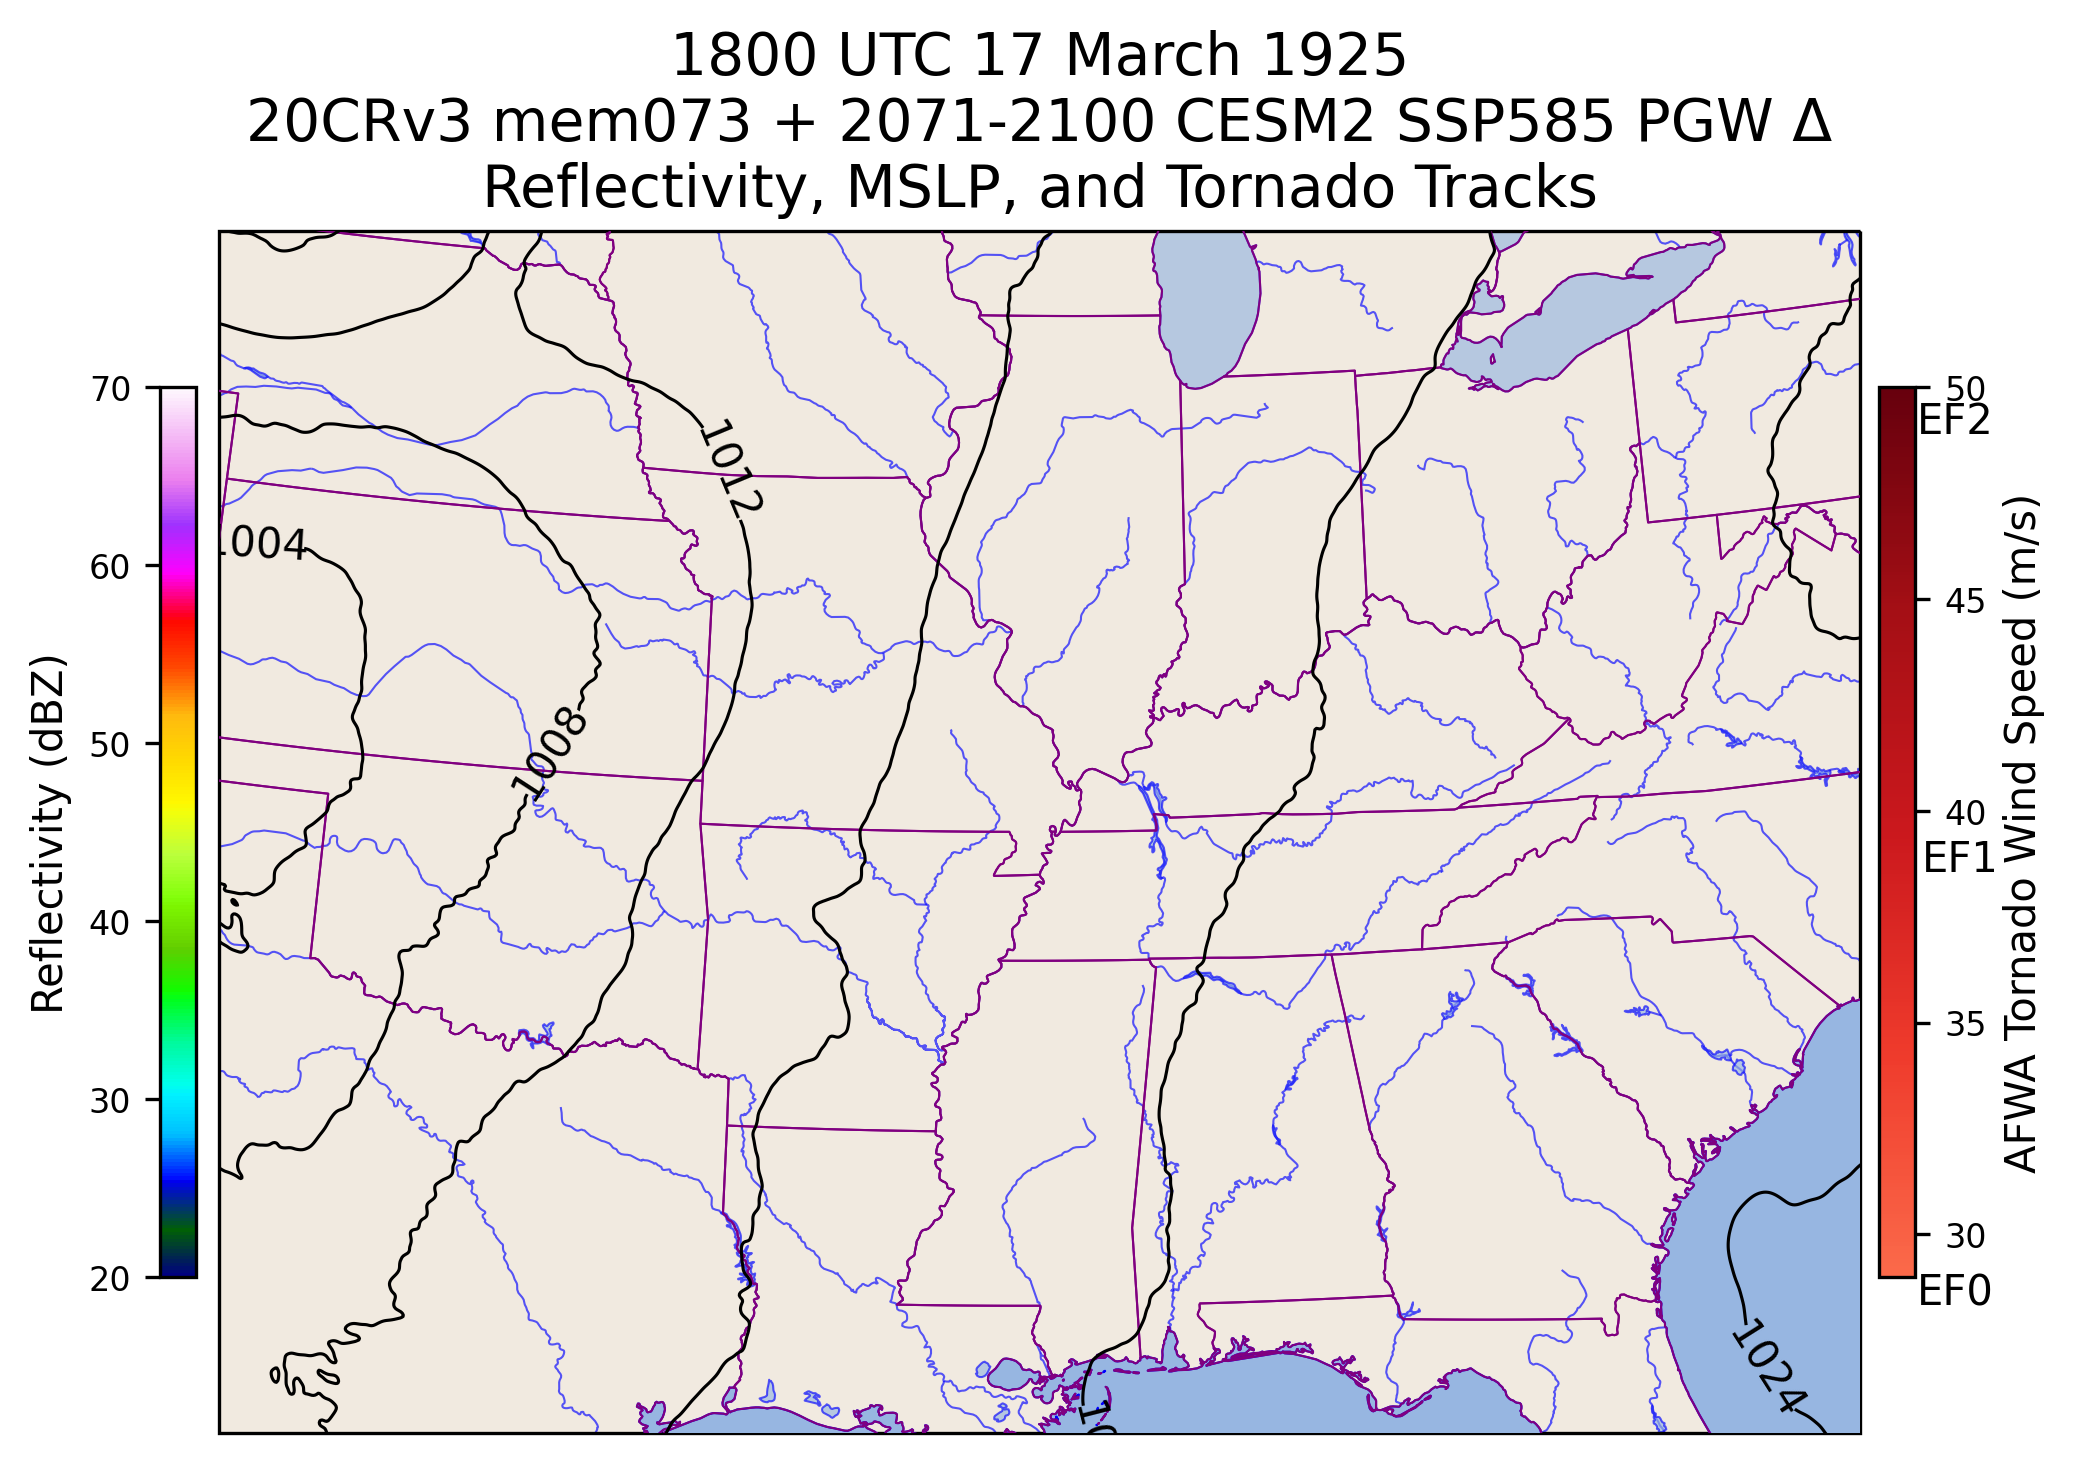 1800 UTC 17 March 1925
20CRv3 mem073 + 2071-2100 CESM2 SSP585 PGW Δ
Reflectivity, MSLP, and Tornado Tracks
70
60
50
40
30
20
Reflectivity (dBZ)
1012
1004
1008
1024
50
EF2
45
40
EF1
35
30
EF0
AFWA Tornado Wind Speed (m/s)